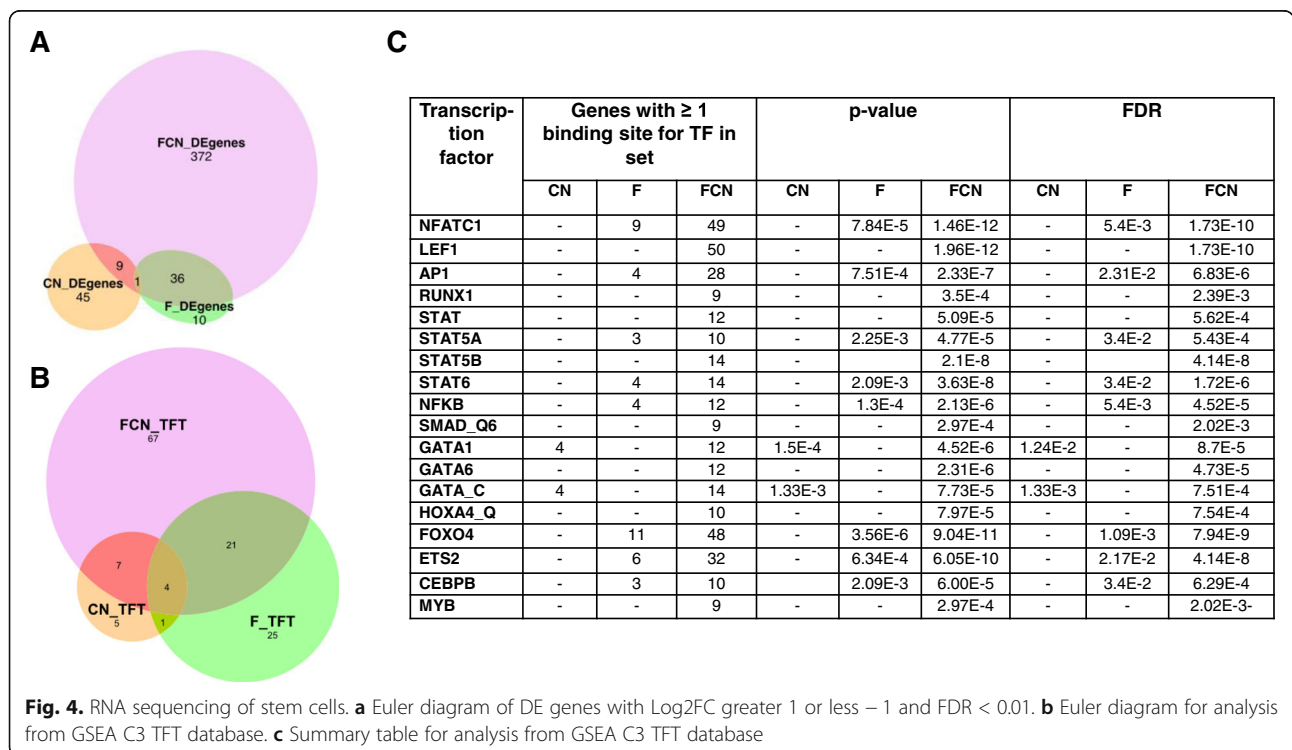 A
FCN_DEgenes
372
9
1
36
CN_DEgenes
45
F_DEgenes
10
B
FCN_TFT
67
21
7
4
CN_TFT
5
1
F_TFT
25
C
Transcrip-tion factor | Genes with ≥ 1 binding site for TF in set | p-value | FDR
CN | F | FCN | CN | F | FCN | CN | F | FCN
NFATC1 | - | 9 | 49 | - | 7.84E-5 | 1.46E-12 | - | 5.4E-3 | 1.73E-10
LEF1 | - | - | 50 | - | - | 1.96E-12 | - | - | 1.73E-10
AP1 | - | 4 | 28 | - | 7.51E-4 | 2.33E-7 | - | 2.31E-2 | 6.83E-6
RUNX1 | - | - | 9 | - | - | 3.5E-4 | - | - | 2.39E-3
STAT | - | - | 12 | - | - | 5.09E-5 | - | - | 5.62E-4
STAT5A | - | 3 | 10 | - | 2.25E-3 | 4.77E-5 | - | 3.4E-2 | 5.43E-4
STAT5B | - | - | 14 | - | | 2.1E-8 | - | | 4.14E-8
STAT6 | - | 4 | 14 | - | 2.09E-3 | 3.63E-8 | - | 3.4E-2 | 1.72E-6
NFKB | - | 4 | 12 | - | 1.3E-4 | 2.13E-6 | - | 5.4E-3 | 4.52E-5
SMAD_Q6 | - | - | 9 | - | - | 2.97E-4 | - | - | 2.02E-3
GATA1 | 4 | - | 12 | 1.5E-4 | - | 4.52E-6 | 1.24E-2 | - | 8.7E-5
GATA6 | - | - | 12 | - | - | 2.31E-6 | - | - | 4.73E-5
GATA_C | 4 | - | 14 | 1.33E-3 | - | 7.73E-5 | 1.33E-3 | - | 7.51E-4
HOXA4_Q | - | - | 10 | - | - | 7.97E-5 | - | - | 7.54E-4
FOXO4 | - | 11 | 48 | - | 3.56E-6 | 9.04E-11 | - | 1.09E-3 | 7.94E-9
ETS2 | - | 6 | 32 | - | 6.34E-4 | 6.05E-10 | - | 2.17E-2 | 4.14E-8
CEBPB | - | 3 | 10 | - | 2.09E-3 | 6.00E-5 | - | 3.4E-2 | 6.29E-4
MYB | - | - | 9 | - | - | 2.97E-4 | - | - | 2.02E-3-
Fig. 4. RNA sequencing of stem cells. a Euler diagram of DE genes with Log2FC greater 1 or less − 1 and FDR < 0.01. b Euler diagram for analysis
from GSEA C3 TFT database. c Summary table for analysis from GSEA C3 TFT database